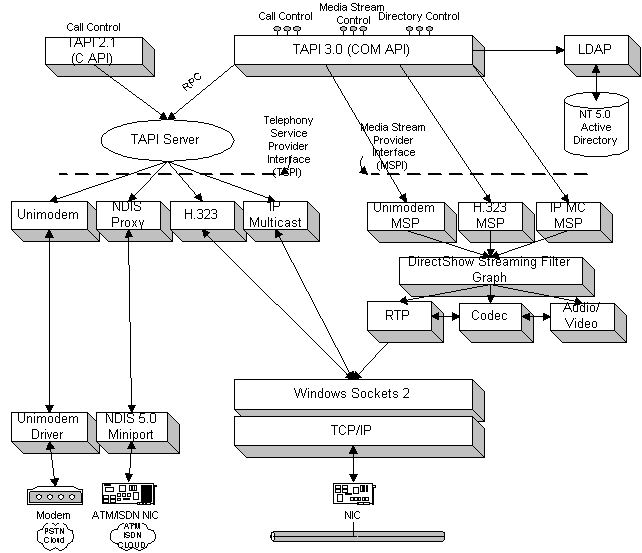 Media Stream
Control
Call Control
Directory Control
Call Control
TAPI 2.1
(C API)
TAPI 3.0 (COM API)
LDAP
RPC
NT 5.0
Active
Directory
TAPI Server
Telephony
Service
Provider
Interface
(TSPI)
Media Stream
Provider
Interface
(MSPI)
Unimodem
NDIS
Proxy
H.323
IP
Multicast
Unimodem
MSP
H.323
MSP
IP MC
MSP
DirectShow Streaming Filter
Graph
RTP
Codec
Audio/
Video
Windows Sockets 2
TCP/IP
Unimodem
Driver
NDIS 5.0
Miniport
Modem
PSTN
Cloud
ATM/ISDN NIC
ATM/
ISDN
CLOUD
NIC